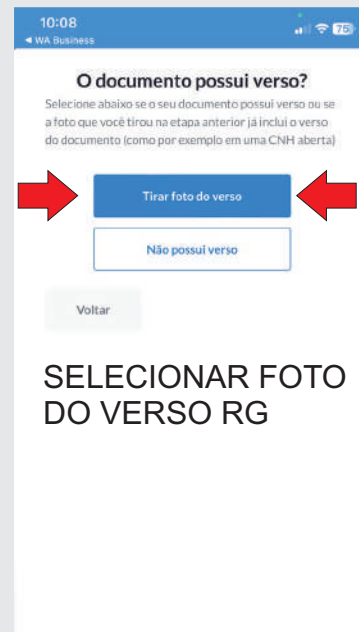 10:08
75
◀ WA Business
O documento possui verso?
Selecione abaixo se o seu documento possui verso ou se
a foto que você tirou na etapa anterior já inclui o verso
do documento (como por exemplo em uma CNH aberta)
Tirar foto do verso
Não possui verso
Voltar
SELECIONAR FOTO
DO VERSO RG